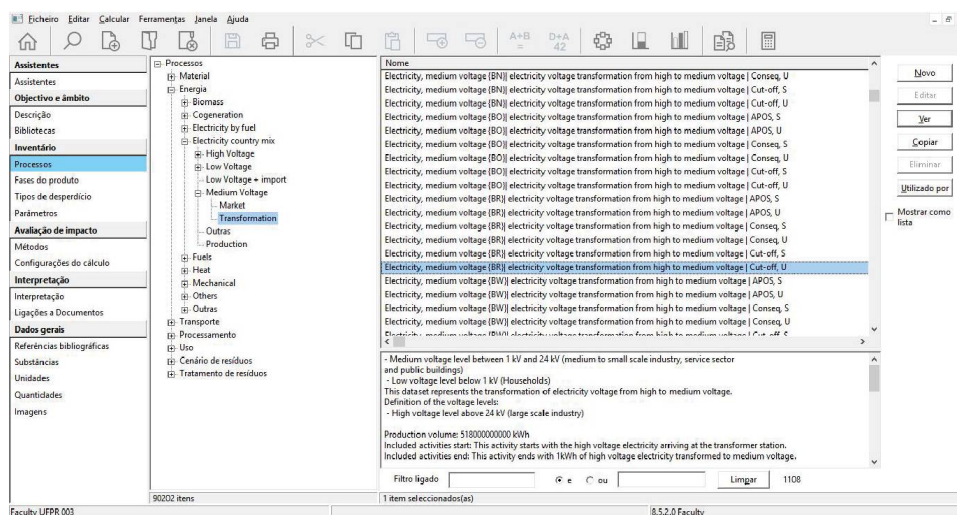 Ficheiro Editar Calcular Ferramentas Janela Ajuda
A+B
=
D+A
42
Assistentes
Assistentes
Objectivo e âmbito
Descrição
Bibliotecas
Inventário
Processos
Fases do produto
Tipos de desperdício
Parâmetros
Avaliação de impacto
Métodos
Configurações do cálculo
Interpretação
Interpretação
Ligações a Documentos
Dados gerais
Referências bibliográficas
Substâncias
Unidades
Quantidades
Imagens
Processos
Material
Energia
Biomass
Cogeneration
Electricity by fuel
Electricity country mix
High Voltage
Low Voltage
Low Voltage + import
Medium Voltage
Market
Transformation
Outras
Production
Fuels
Heat
Mechanical
Others
Outras
Transporte
Processamento
Uso
Cenário de resíduos
Tratamento de resíduos
90202 itens
Nome
Electricity, medium voltage {BN}| electricity voltage transformation from high to medium voltage | Conseq, U
Electricity, medium voltage {BN}| electricity voltage transformation from high to medium voltage | Cut-off, S
Electricity, medium voltage {BN}| electricity voltage transformation from high to medium voltage | Cut-off, U
Electricity, medium voltage {BO}| electricity voltage transformation from high to medium voltage | APOS, S
Electricity, medium voltage {BO}| electricity voltage transformation from high to medium voltage | APOS, U
Electricity, medium voltage {BO}| electricity voltage transformation from high to medium voltage | Conseq, S
Electricity, medium voltage {BO}| electricity voltage transformation from high to medium voltage | Conseq, U
Electricity, medium voltage {BO}| electricity voltage transformation from high to medium voltage | Cut-off, S
Electricity, medium voltage {BO}| electricity voltage transformation from high to medium voltage | Cut-off, U
Electricity, medium voltage {BR}| electricity voltage transformation from high to medium voltage | APOS, S
Electricity, medium voltage {BR}| electricity voltage transformation from high to medium voltage | APOS, U
Electricity, medium voltage {BR}| electricity voltage transformation from high to medium voltage | Conseq, S
Electricity, medium voltage {BR}| electricity voltage transformation from high to medium voltage | Conseq, U
Electricity, medium voltage {BR}| electricity voltage transformation from high to medium voltage | Cut-off, S
Electricity, medium voltage {BR}| electricity voltage transformation from high to medium voltage | Cut-off, U
Electricity, medium voltage {BW}| electricity voltage transformation from high to medium voltage | APOS, S
Electricity, medium voltage {BW}| electricity voltage transformation from high to medium voltage | APOS, U
Electricity, medium voltage {BW}| electricity voltage transformation from high to medium voltage | Conseq, S
Electricity, medium voltage {BW}| electricity voltage transformation from high to medium voltage | Conseq, U
Electricity, medium voltage {BW}| electricity voltage transformation from high to medium voltage | Cut-off, S
- Medium voltage level between 1 kV and 24 kV (medium to small scale industry, service sector
and public buildings)
- Low voltage level below 1 kV (Households)
This dataset represents the transformation of electricity voltage from high to medium voltage.
Definition of the voltage levels:
- High voltage level above 24 kV (large scale industry)
Production volume: 518000000000 kWh
Included activities start: This activity starts with the high voltage electricity arriving at the transformer station.
Included activities end: This activity ends with 1kWh of high voltage electricity transformed to medium voltage.
Filtro ligado e ou Limpar 1108
1 item seleccionados(as)
Novo
Editar
Ver
Copiar
Eliminar
Utilizado por
Mostrar como
lista
Faculty UFPR 003
8.5.2.0 Faculty